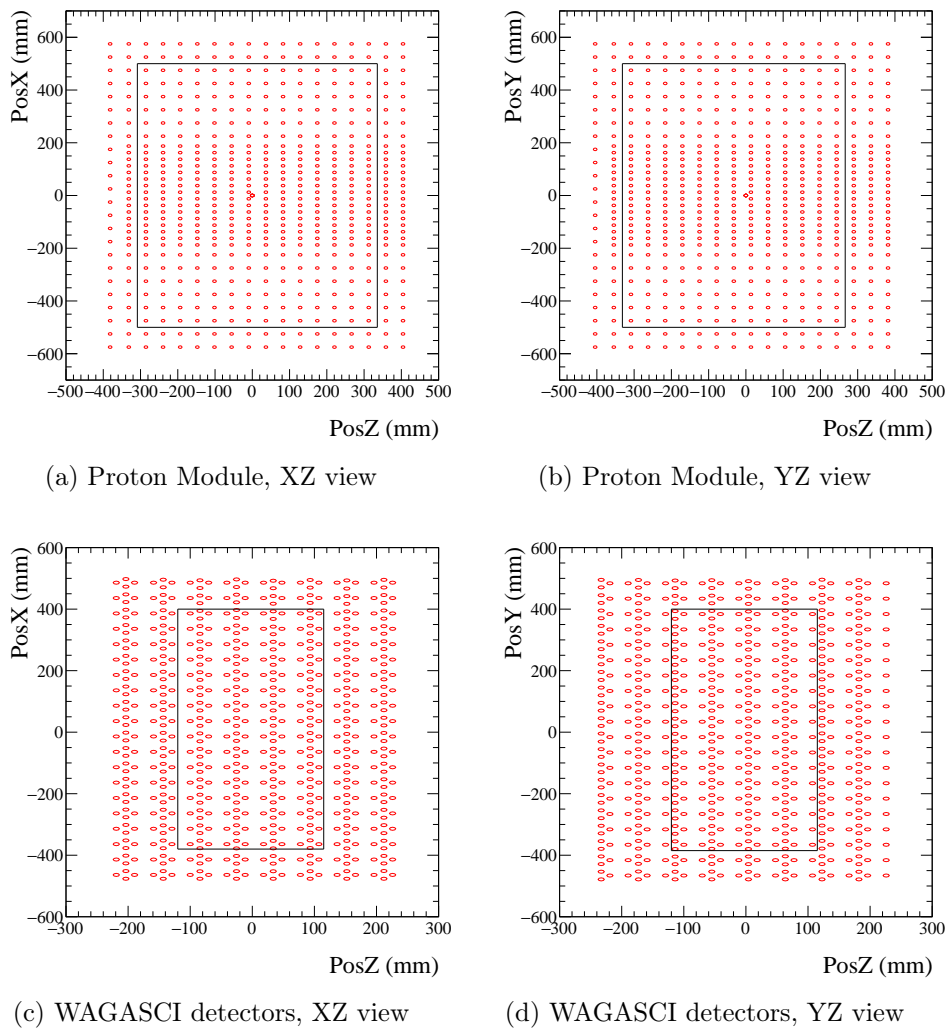 PosX (mm)
600
400
200
0
−200
−400
−600
−500 −400 −300 −200 −100 0 100 200 300 400 500
PosZ (mm)
(a) Proton Module, XZ view
PosY (mm)
600
400
200
0
−200
−400
−600
−500 −400 −300 −200 −100 0 100 200 300 400 500
PosZ (mm)
(b) Proton Module, YZ view
PosX (mm)
600
400
200
0
−200
−400
−600
−300 −200 −100 0 100 200 300
PosZ (mm)
(c) WAGASCI detectors, XZ view
PosY (mm)
600
400
200
0
−200
−400
−600
−300 −200 −100 0 100 200 300
PosZ (mm)
(d) WAGASCI detectors, YZ view